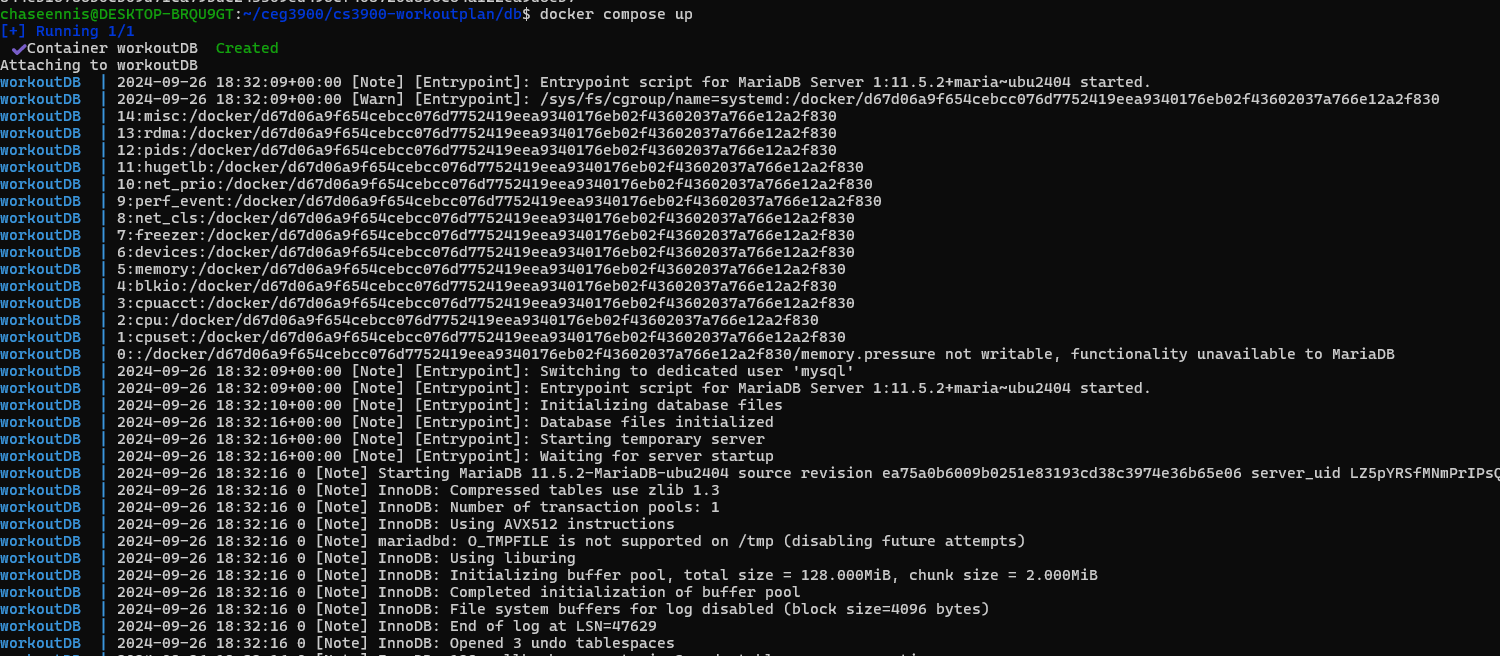 chaseennis@DESKTOP-BRQU9GT:~/ceg3900/cs3900-workoutplan/db$ docker compose up
[+] Running 1/1
✔Container workoutDB  Created
Attaching to workoutDB
workoutDB  | 2024-09-26 18:32:09+00:00 [Note] [Entrypoint]: Entrypoint script for MariaDB Server 1:11.5.2+maria~ubu2404 started.
workoutDB  | 2024-09-26 18:32:09+00:00 [Warn] [Entrypoint]: /sys/fs/cgroup/name=systemd:/docker/d67d06a9f654cebcc076d7752419eea9340176eb02f43602037a766e12a2f830
workoutDB  | 14:misc:/docker/d67d06a9f654cebcc076d7752419eea9340176eb02f43602037a766e12a2f830
workoutDB  | 13:rdma:/docker/d67d06a9f654cebcc076d7752419eea9340176eb02f43602037a766e12a2f830
workoutDB  | 12:pids:/docker/d67d06a9f654cebcc076d7752419eea9340176eb02f43602037a766e12a2f830
workoutDB  | 11:hugetlb:/docker/d67d06a9f654cebcc076d7752419eea9340176eb02f43602037a766e12a2f830
workoutDB  | 10:net_prio:/docker/d67d06a9f654cebcc076d7752419eea9340176eb02f43602037a766e12a2f830
workoutDB  | 9:perf_event:/docker/d67d06a9f654cebcc076d7752419eea9340176eb02f43602037a766e12a2f830
workoutDB  | 8:net_cls:/docker/d67d06a9f654cebcc076d7752419eea9340176eb02f43602037a766e12a2f830
workoutDB  | 7:freezer:/docker/d67d06a9f654cebcc076d7752419eea9340176eb02f43602037a766e12a2f830
workoutDB  | 6:devices:/docker/d67d06a9f654cebcc076d7752419eea9340176eb02f43602037a766e12a2f830
workoutDB  | 5:memory:/docker/d67d06a9f654cebcc076d7752419eea9340176eb02f43602037a766e12a2f830
workoutDB  | 4:blkio:/docker/d67d06a9f654cebcc076d7752419eea9340176eb02f43602037a766e12a2f830
workoutDB  | 3:cpuacct:/docker/d67d06a9f654cebcc076d7752419eea9340176eb02f43602037a766e12a2f830
workoutDB  | 2:cpu:/docker/d67d06a9f654cebcc076d7752419eea9340176eb02f43602037a766e12a2f830
workoutDB  | 1:cpuset:/docker/d67d06a9f654cebcc076d7752419eea9340176eb02f43602037a766e12a2f830
workoutDB  | 0::/docker/d67d06a9f654cebcc076d7752419eea9340176eb02f43602037a766e12a2f830/memory.pressure not writable, functionality unavailable to MariaDB
workoutDB  | 2024-09-26 18:32:09+00:00 [Note] [Entrypoint]: Switching to dedicated user 'mysql'
workoutDB  | 2024-09-26 18:32:09+00:00 [Note] [Entrypoint]: Entrypoint script for MariaDB Server 1:11.5.2+maria~ubu2404 started.
workoutDB  | 2024-09-26 18:32:10+00:00 [Note] [Entrypoint]: Initializing database files
workoutDB  | 2024-09-26 18:32:16+00:00 [Note] [Entrypoint]: Database files initialized
workoutDB  | 2024-09-26 18:32:16+00:00 [Note] [Entrypoint]: Starting temporary server
workoutDB  | 2024-09-26 18:32:16+00:00 [Note] [Entrypoint]: Waiting for server startup
workoutDB  | 2024-09-26 18:32:16 0 [Note] Starting MariaDB 11.5.2-MariaDB-ubu2404 source revision ea75a0b6009b0251e83193cd38c3974e36b65e06 server_uid LZ5pYRSfMNmPrIPsQ
workoutDB  | 2024-09-26 18:32:16 0 [Note] InnoDB: Compressed tables use zlib 1.3
workoutDB  | 2024-09-26 18:32:16 0 [Note] InnoDB: Number of transaction pools: 1
workoutDB  | 2024-09-26 18:32:16 0 [Note] InnoDB: Using AVX512 instructions
workoutDB  | 2024-09-26 18:32:16 0 [Note] mariadbd: O_TMPFILE is not supported on /tmp (disabling future attempts)
workoutDB  | 2024-09-26 18:32:16 0 [Note] InnoDB: Using liburing
workoutDB  | 2024-09-26 18:32:16 0 [Note] InnoDB: Initializing buffer pool, total size = 128.000MiB, chunk size = 2.000MiB
workoutDB  | 2024-09-26 18:32:16 0 [Note] InnoDB: Completed initialization of buffer pool
workoutDB  | 2024-09-26 18:32:16 0 [Note] InnoDB: File system buffers for log disabled (block size=4096 bytes)
workoutDB  | 2024-09-26 18:32:16 0 [Note] InnoDB: End of log at LSN=47629
workoutDB  | 2024-09-26 18:32:16 0 [Note] InnoDB: Opened 3 undo tablespaces